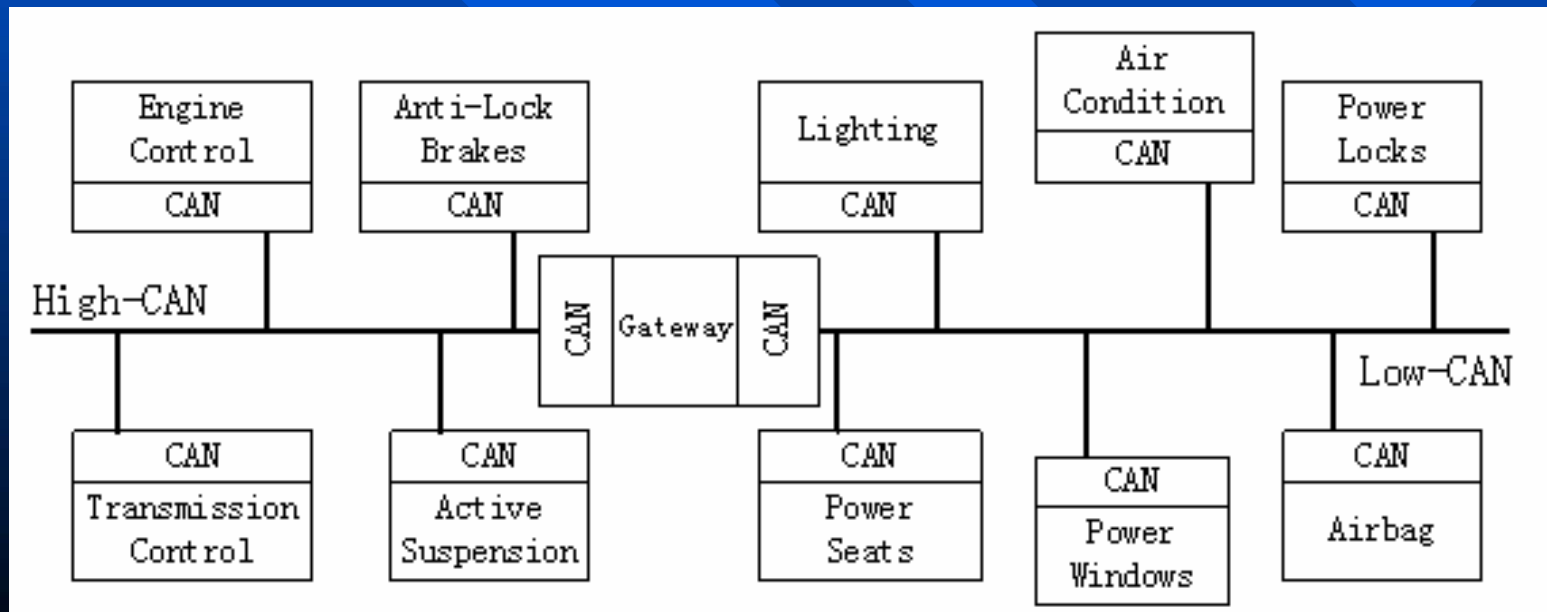 Engine
Control
CAN
Anti-Lock
Brakes
CAN
Lighting
CAN
Air
Condition
CAN
Power
Locks
CAN
High-CAN
CAN
Gateway
CAN
Low-CAN
CAN
Transmission
Control
CAN
Active
Suspension
CAN
Power
Seats
CAN
Power
Windows
CAN
Airbag